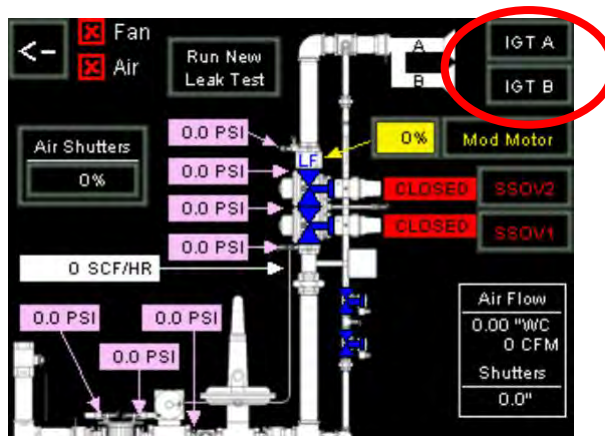 <-
X Fan
X Air
Run New
Leak Test
A
B
IGT A
IGT B
Air Shutters
0%
0.0 PSI
0.0 PSI
0.0 PSI
0.0 PSI
LF
0%
Mod Motor
CLOSED
SSOV2
CLOSED
SSOV1
0 SCF/HR
0.0 PSI
0.0 PSI
0.0 PSI
Air Flow
0.00 "WC
0 CFM
Shutters
0.0"